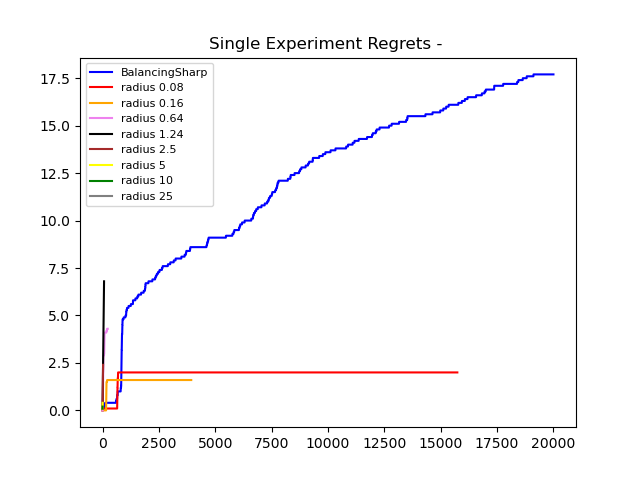 Single Experiment Regrets -
BalancingSharp
radius 0.08
radius 0.16
radius 0.64
radius 1.24
radius 2.5
radius 5
radius 10
radius 25
17.5
15.0
12.5
10.0
7.5
5.0
2.5
0.0
0 2500 5000 7500 10000 12500 15000 17500 20000